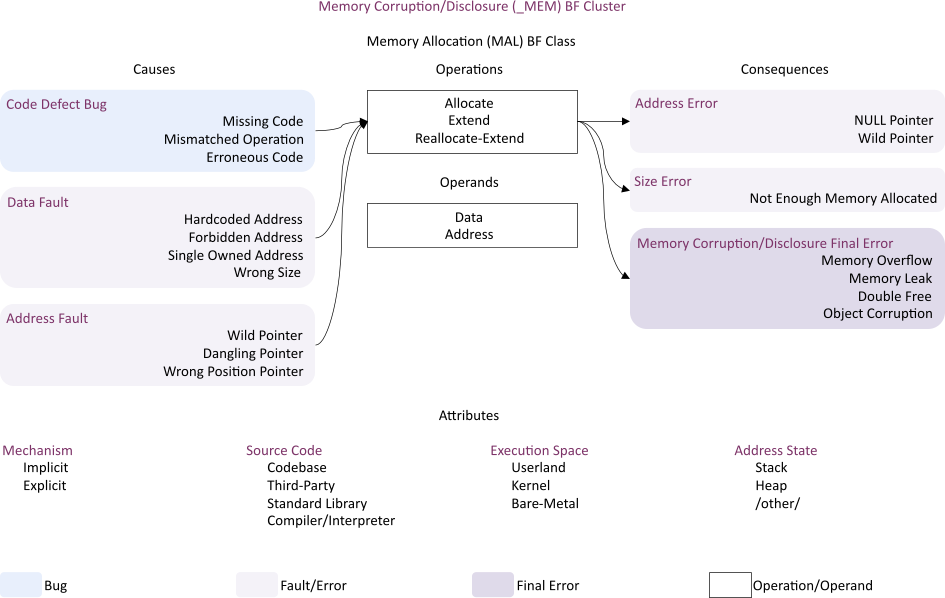 Memory Corruption/Disclosure (_MEM) BF Cluster
Memory Allocation (MAL) BF Class
Causes
Operations
Consequences
Code Defect Bug
Missing Code
Mismatched Operation
Erroneous Code
Data Fault
Hardcoded Address
Forbidden Address
Single Owned Address
Wrong Size
Address Fault
Wild Pointer
Dangling Pointer
Wrong Position Pointer
Allocate
Extend
Reallocate-Extend
Operands
Data
Address
Address Error
NULL Pointer
Wild Pointer
Size Error
Not Enough Memory Allocated
Memory Corruption/Disclosure Final Error
Memory Overflow
Memory Leak
Double Free
Object Corruption
Attributes
Mechanism
Implicit
Explicit
Source Code
Codebase
Third-Party
Standard Library
Compiler/Interpreter
Execution Space
Userland
Kernel
Bare-Metal
Address State
Stack
Heap
/other/
Bug
Fault/Error
Final Error
Operation/Operand